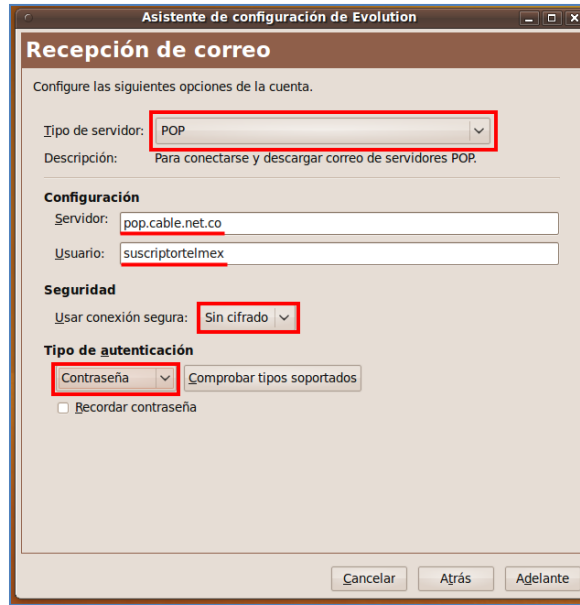 Asistente de configuración de Evolution
Recepción de correo
Configure las siguientes opciones de la cuenta.
Tipo de servidor: POP
Descripción: Para conectarse y descargar correo de servidores POP.
Configuración
Servidor: pop.cable.net.co
Usuario: suscriptortelmex
Seguridad
Usar conexión segura: Sin cifrado
Tipo de autenticación
Contraseña Comprobar tipos soportados
Recordar contraseña
Cancelar Atrás Adelante